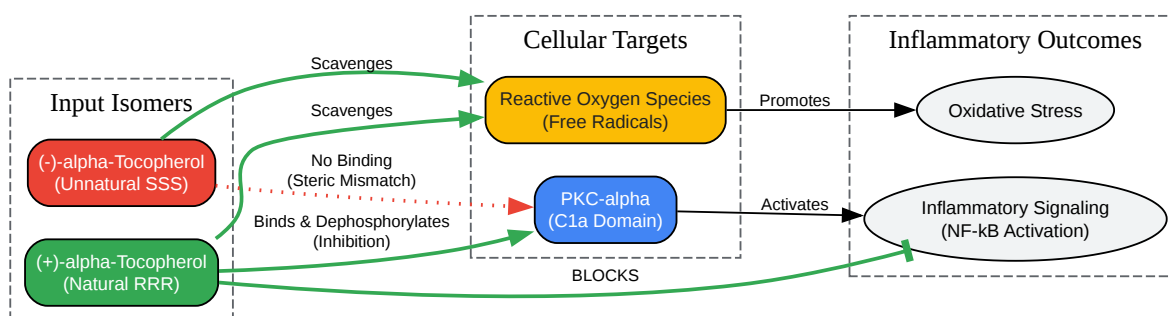 Input Isomers
(-)-alpha-Tocopherol
(Unnatural SSS)
(+)-alpha-Tocopherol
(Natural RRR)
Scavenges
Scavenges
No Binding
(Steric Mismatch)
Binds & Dephosphorylates
(Inhibition)
BLOCKS
Cellular Targets
Reactive Oxygen Species
(Free Radicals)
PKC-alpha
(C1a Domain)
Promotes
Activates
Inflammatory Outcomes
Oxidative Stress
Inflammatory Signaling
(NF-kB Activation)